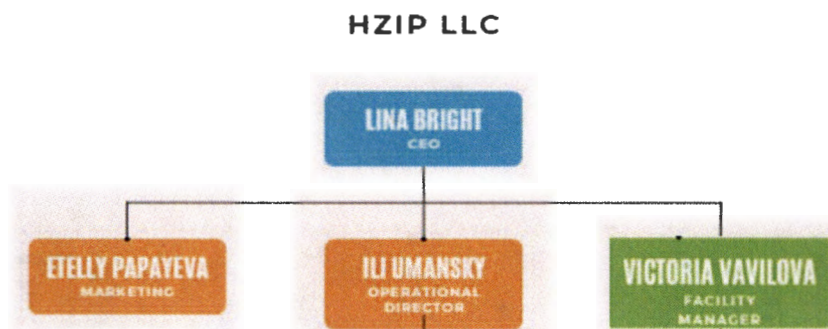 HZIP LLC
LINA BRIGHT
CEO
ETELLY PAPAYEVA
MARKETING
ILI UMANSKY
OPERATIONAL
DIRECTOR
VICTORIA VAVILOVA
FACILITY
MANAGER